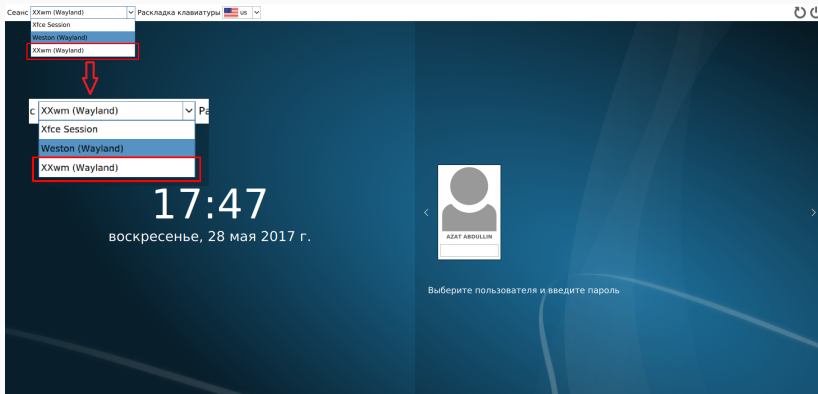 Сеанс XXwm (Wayland) Раскладка клавиатуры us
Xfce Session
Weston (Wayland)
XXwm (Wayland)
с XXwm (Wayland) Ра
Xfce Session
Weston (Wayland)
XXwm (Wayland)
17:47
воскресенье, 28 мая 2017 г.
AZAT ABDULLIN
Выберите пользователя и введите пароль